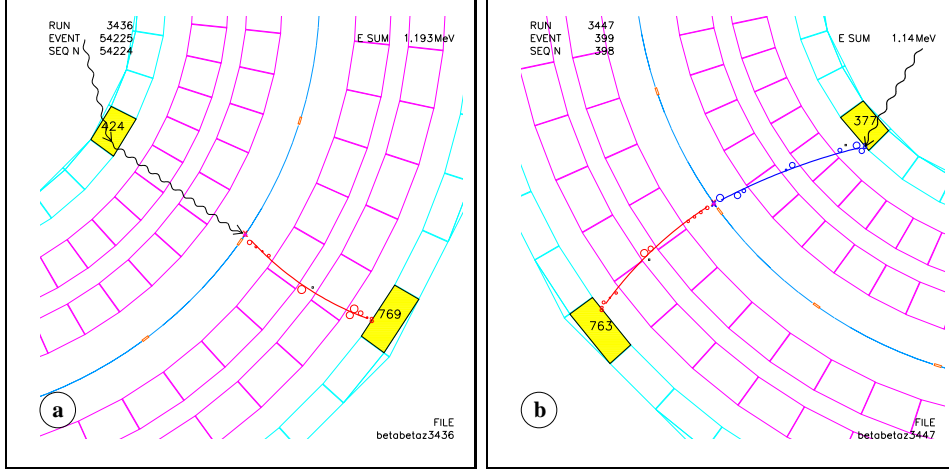 RUN 3436
EVENT 54225
SEQ N 54224
E SUM 1.193MeV
424
769
a
FILE
betabetaz3436
RUN 3447
EVENT 399
SEQ N 398
E SUM 1.14MeV
377
763
b
FILE
betabetaz3447